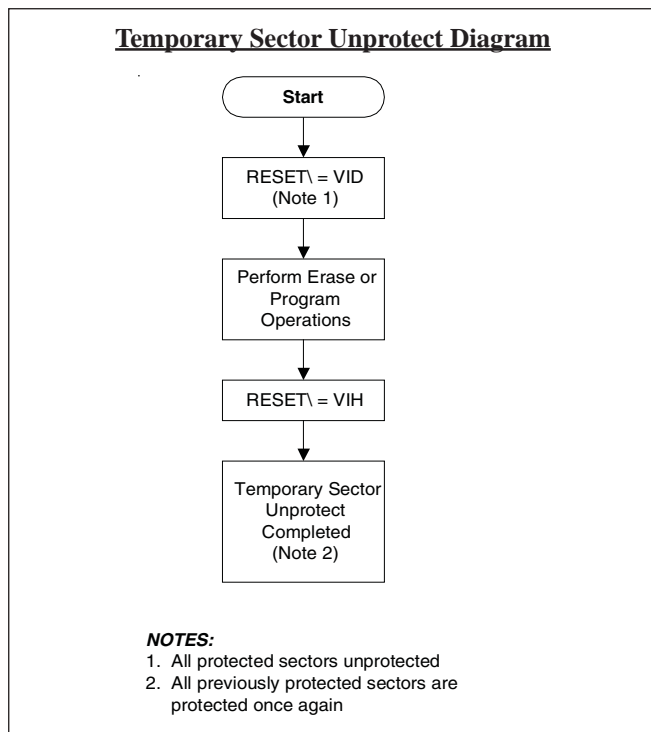 Temporary Sector Unprotect Diagram
Start
RESET\ = VID
(Note 1)
Perform Erase or
Program
Operations
RESET\ = VIH
Temporary Sector
Unprotect
Completed
(Note 2)
NOTES:
1. All protected sectors unprotected
2. All previously protected sectors are
protected once again